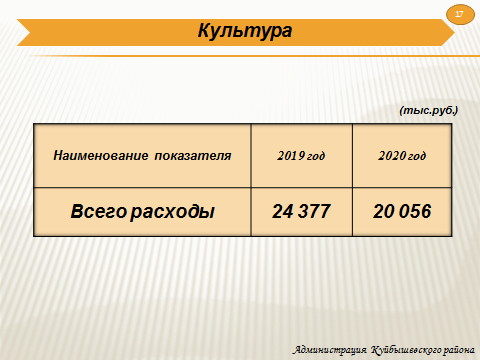 17
Культура
(тыс.руб.)
Наименование показателя 2019 год 2020 год
Всего расходы 24 377 20 056
Администрация Куйбышевского района